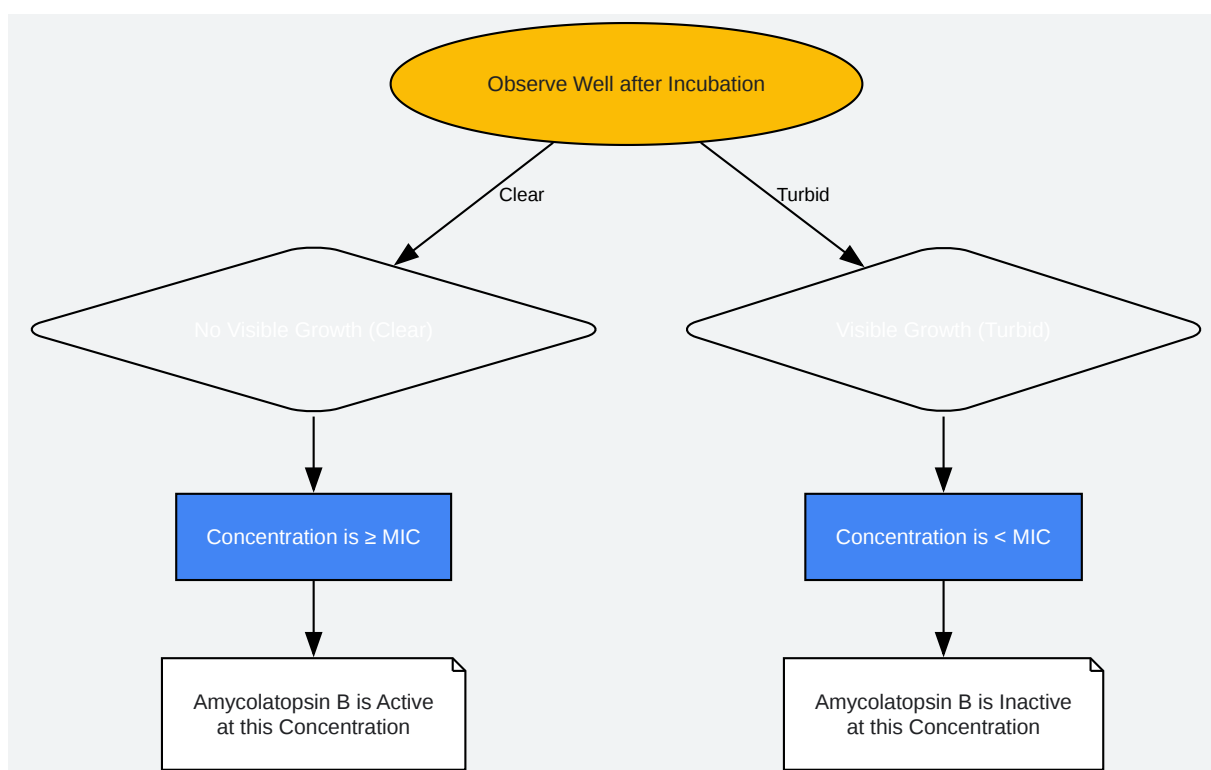 Observe Well after Incubation
Clear
Turbid
No Visible Growth (Clear)
Visible Growth (Turbid)
Concentration is ≥ MIC
Concentration is < MIC
Amycolatopsin B is Active
at this Concentration
Amycolatopsin B is Inactive
at this Concentration